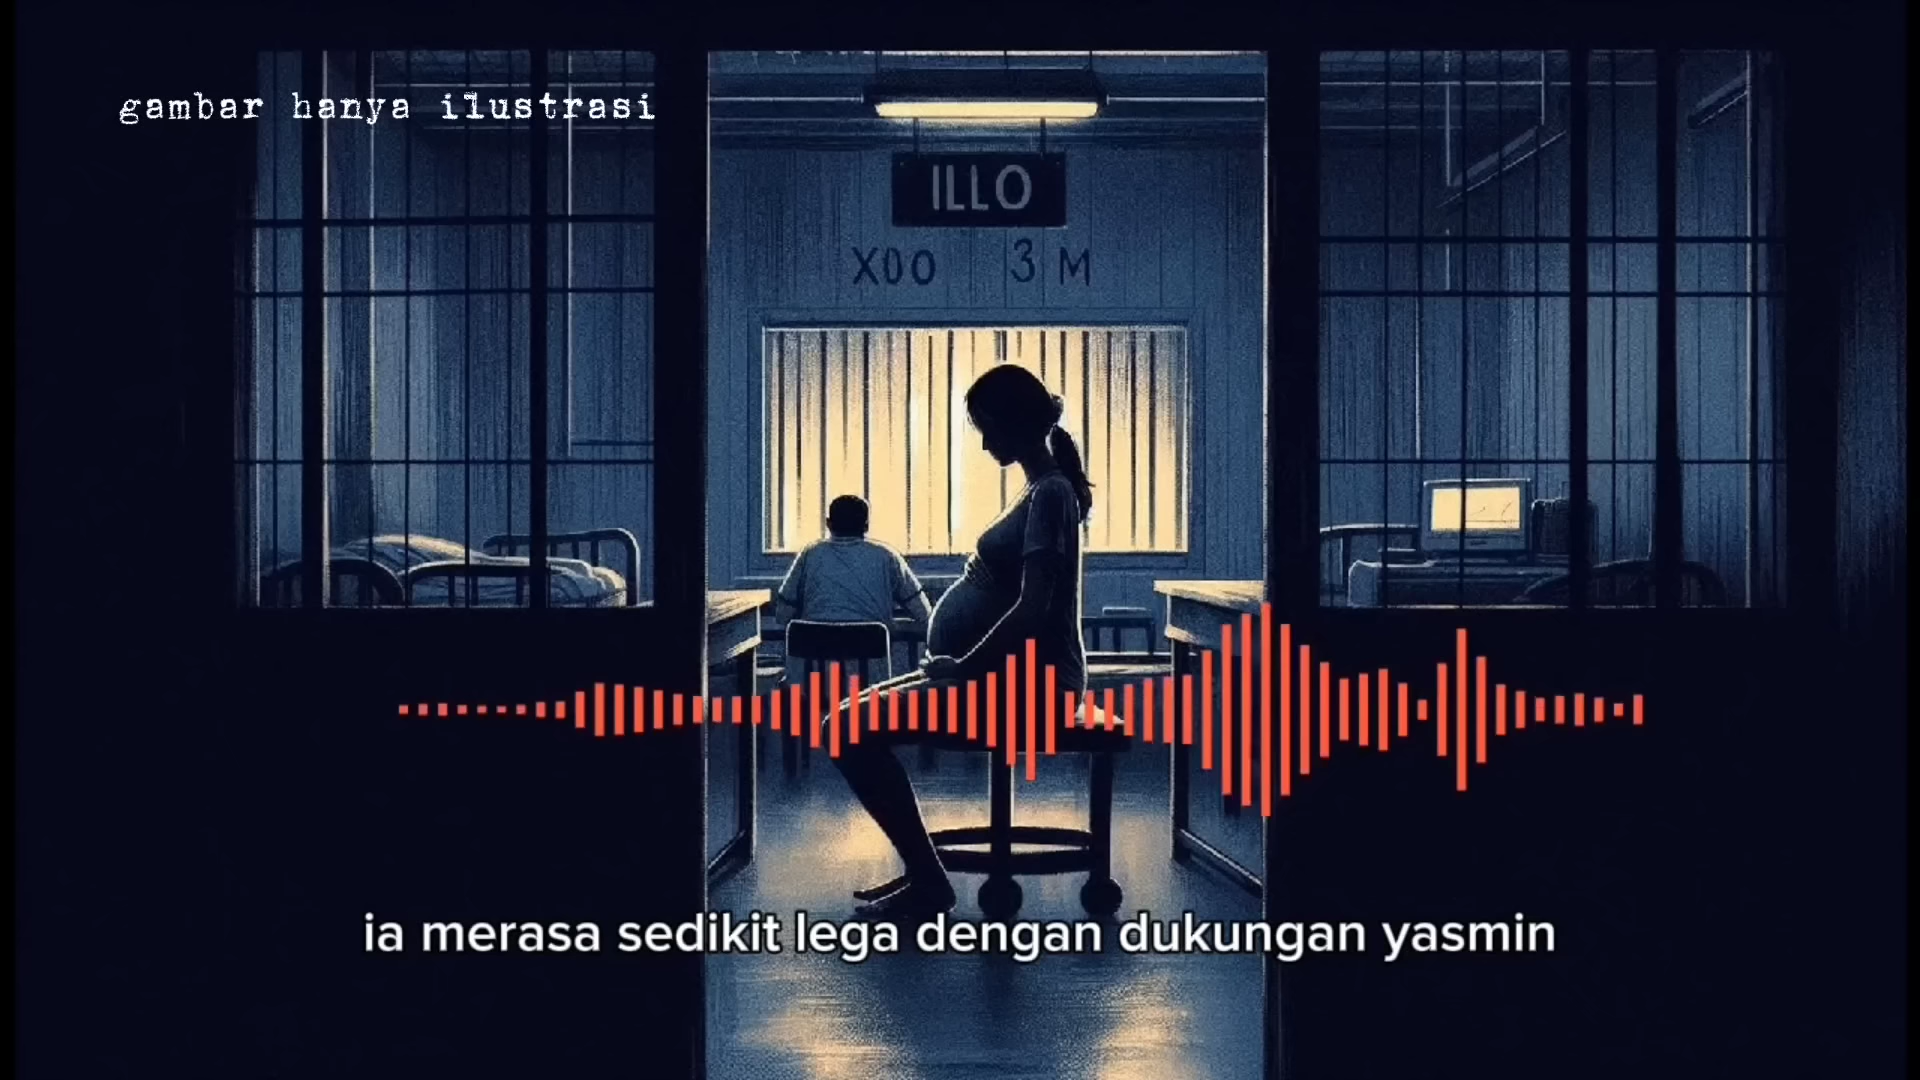 gambar hanya ilustrasi
ILLO
X00 3 M
ia merasa sedikit lega dengan dukungan yasmin